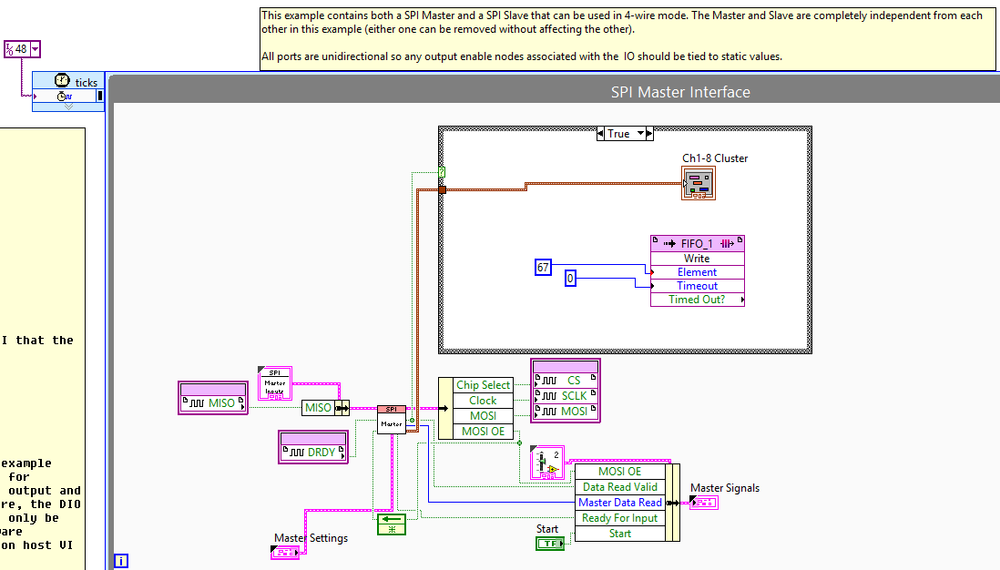 This example contains both a SPI Master and a SPI Slave that can be used in 4-wire mode. The Master and Slave are completely independent from each
other in this example (either one can be removed without affecting the other).
All ports are unidirectional so any output enable nodes associated with the IO should be tied to static values.
48
ticks
SPI Master Interface
True
Ch1-8 Cluster
?
FIFO_1
Write
67
Element
0
Timeout
Timed Out?
I that the
SPI
Master
Inputs
MISO
MISO
SPI
Master
DRDY
Chip Select
Clock
MOSI
MOSI OE
CS
SCLK
MOSI
2
MOSI OE
Data Read Valid
Master Data Read
Ready For Input
Start
Master Signals
Start
TF
Master Settings
example
for
output and
re, the DIO
only be
ware
on host VI
i